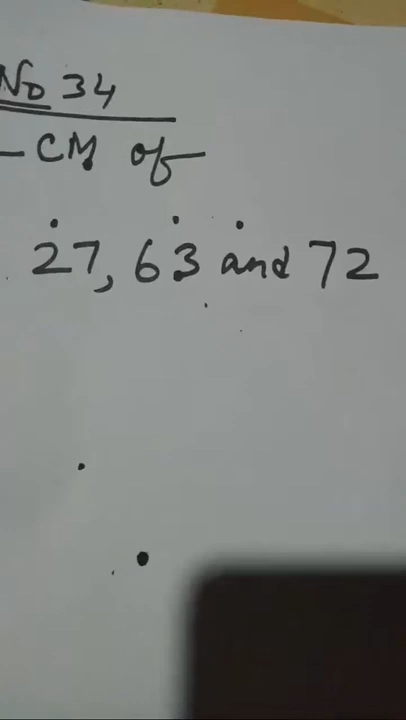 No 34
CM of
27, 63 and 72